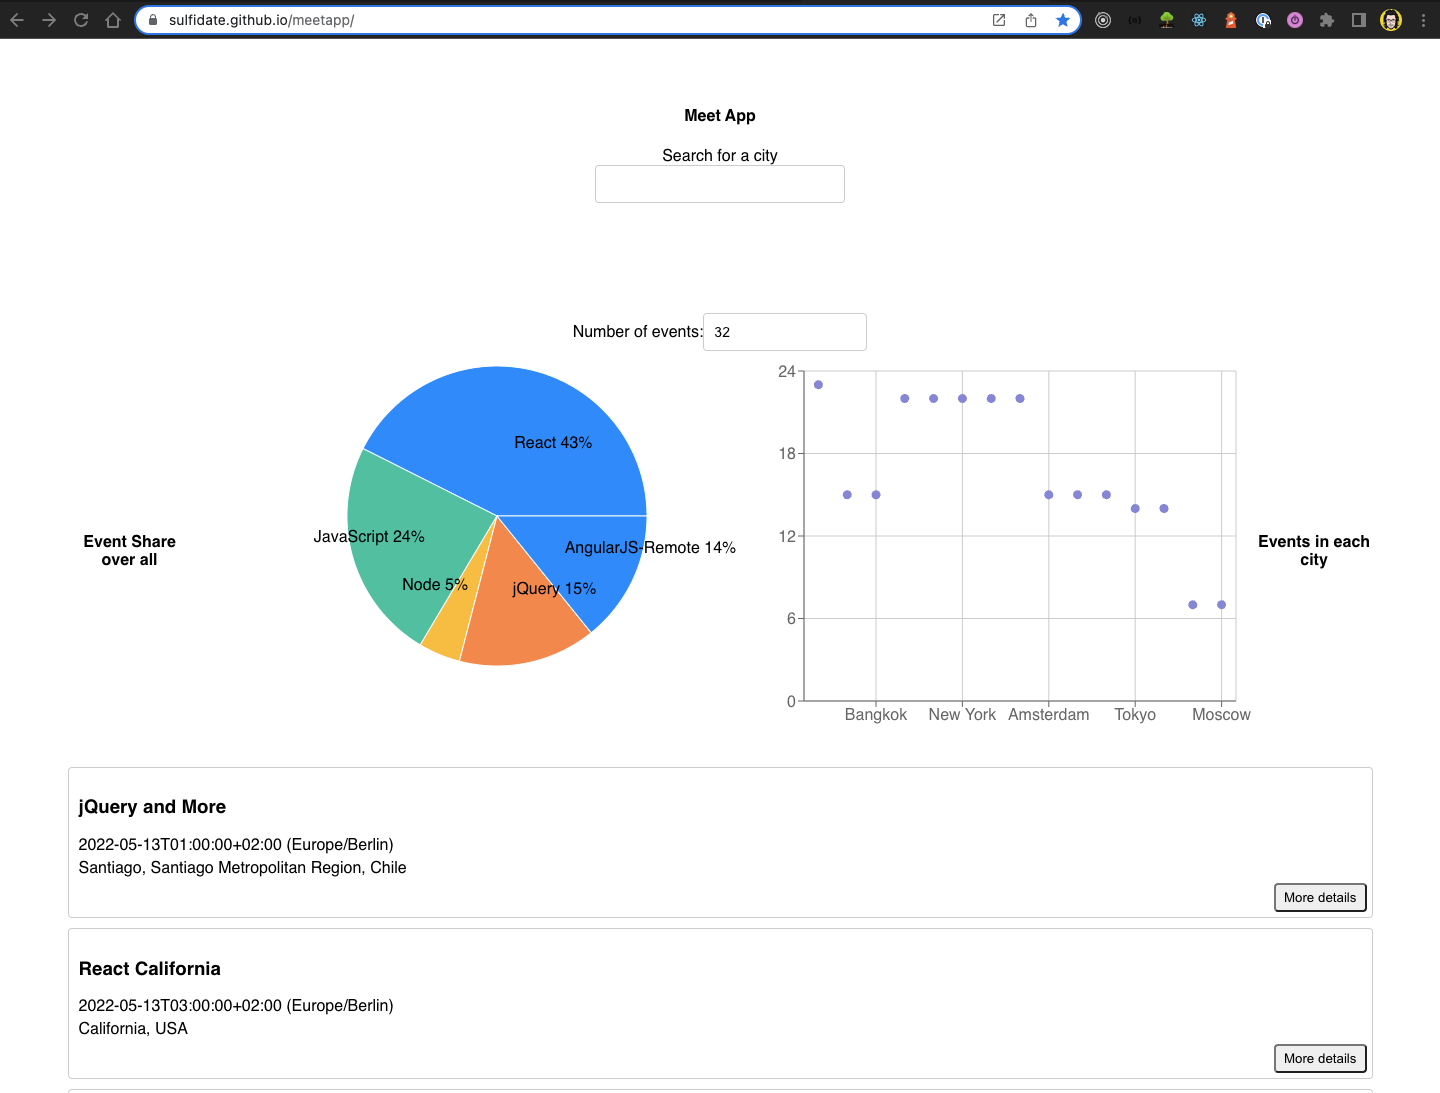 sulfidate.github.io/meetapp/
Meet App
Search for a city
Number of events: 32
React 43%
JavaScript 24%
AngularJS-Remote 14%
Node 5%
jQuery 15%
Event Share
over all
24
18
12
6
0
Bangkok New York Amsterdam Tokyo Moscow
Events in each
city
jQuery and More
2022-05-13T01:00:00+02:00 (Europe/Berlin)
Santiago, Santiago Metropolitan Region, Chile
More details
React California
2022-05-13T03:00:00+02:00 (Europe/Berlin)
California, USA
More details